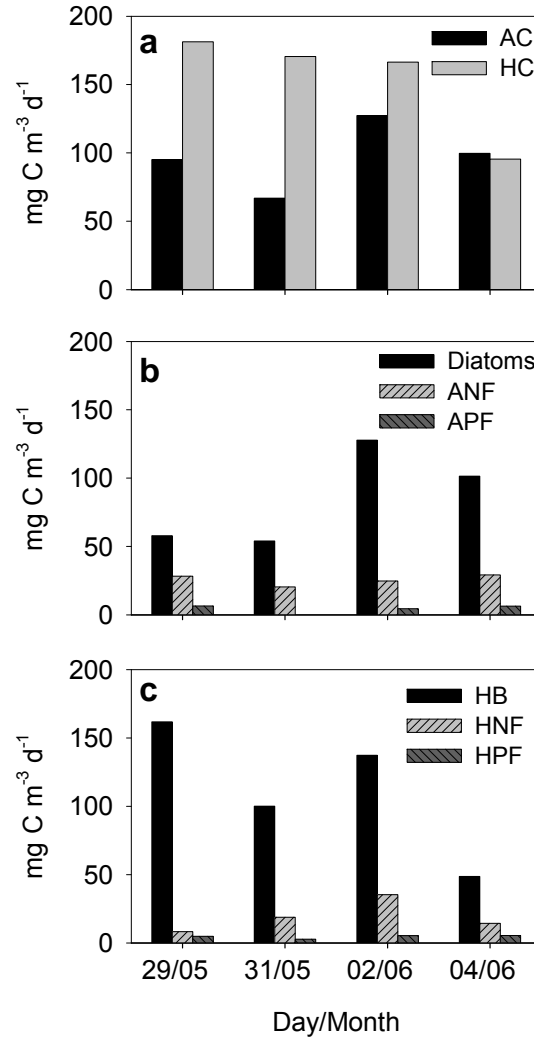 200
a
AC
HC
150
100
50
0
mg C m⁻³ d⁻¹
200
b
Diatoms
ANF
APF
150
100
50
0
mg C m⁻³ d⁻¹
200
c
HB
HNF
HPF
150
100
50
0
mg C m⁻³ d⁻¹
29/05 31/05 02/06 04/06
Day/Month